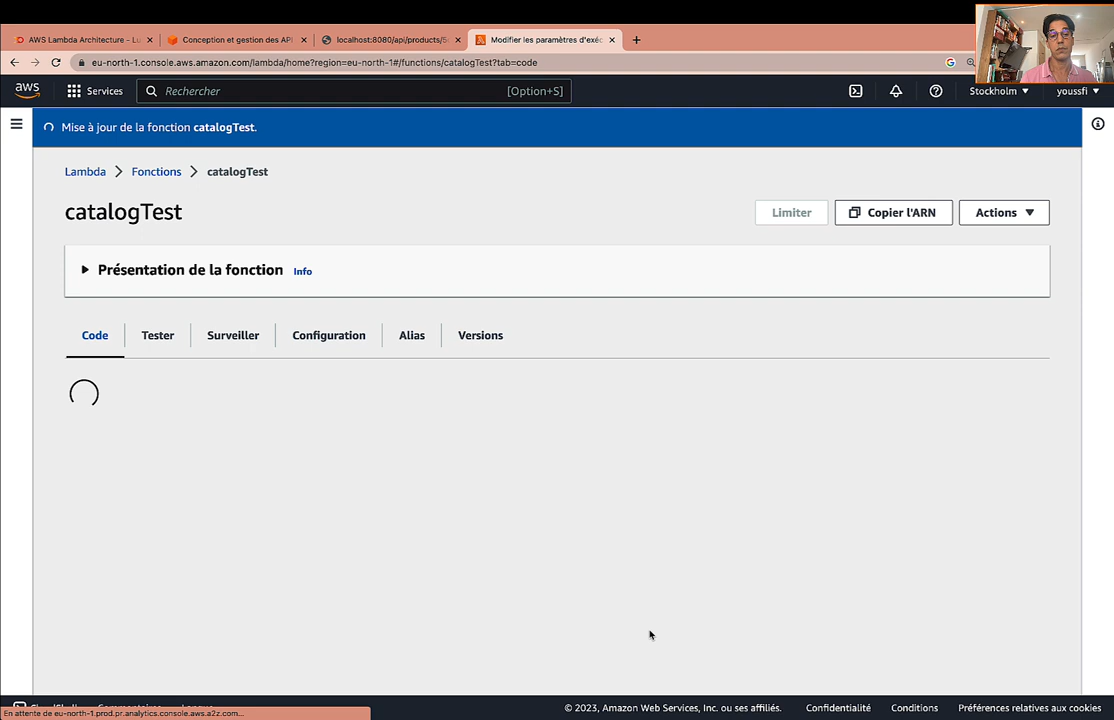 AWS Lambda Architecture - Lu
Conception et gestion des API
localhost:8080/api/products/5
Modifier les paramètres d'exéc
eu-north-1.console.aws.amazon.com/lambda/home?region=eu-north-1#/functions/catalogTest?tab=code
aws
Services
Rechercher
[Option+S]
Stockholm
youssfi
Mise à jour de la fonction catalogTest.
Lambda
Fonctions
catalogTest
catalogTest
Limiter
Copier l'ARN
Actions
Présentation de la fonction
Info
Code
Tester
Surveiller
Configuration
Alias
Versions
© 2023, Amazon Web Services, Inc. ou ses affiliés.
Confidentialité
Conditions
Préférences relatives aux cookies
En attente de eu-north-1.prod.pr.analytics.console.aws.a2z.com...